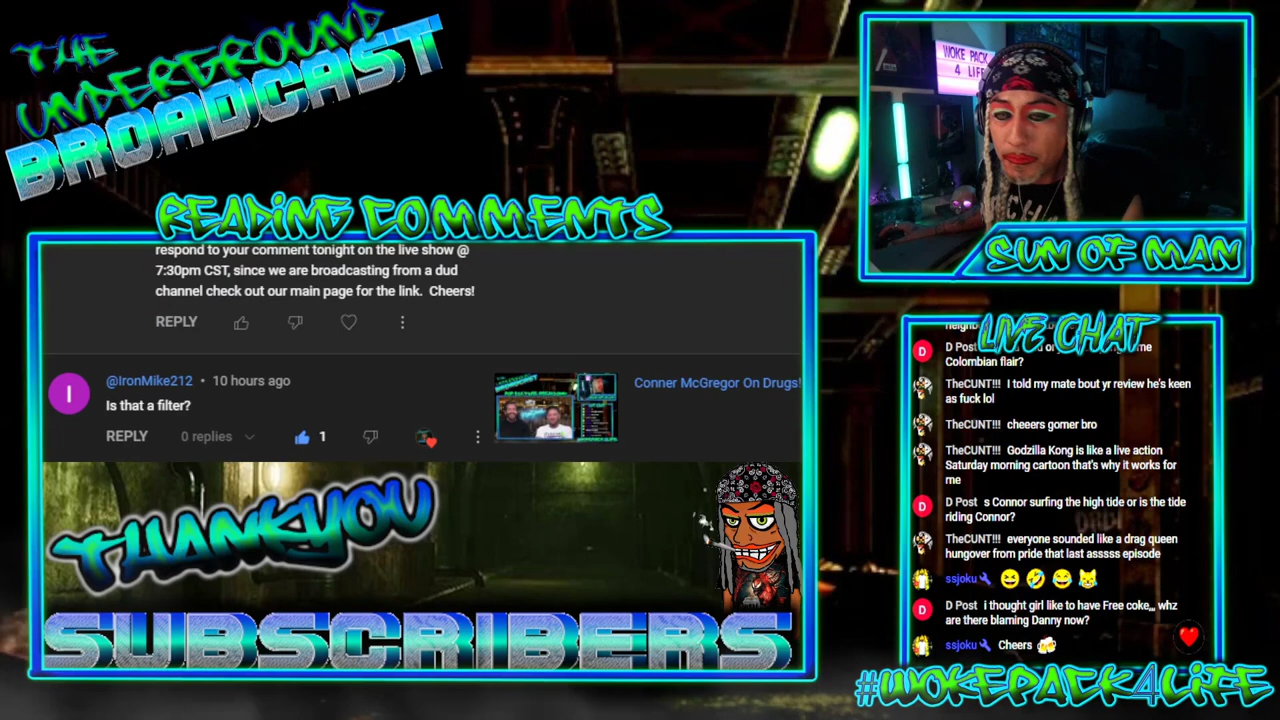 THE
UNDERGROUND
BROADCAST
READING COMMENTS
respond to your comment tonight on the live show @
7:30pm CST, since we are broadcasting from a dud
channel check out our main page for the link.  Cheers!
REPLY
@IronMike212 • 10 hours ago
Is that a filter?
REPLY 0 replies 1
Conner McGregor On Drugs!
THANKYOU
SUBSCRIBERS
WOKE PACK
4 LIFE
SUN OF MAN
LIVE CHAT
D Post
Colombian flair?
TheCUNT!!! I told my mate bout yr review he's keen
as fuck lol
TheCUNT!!! cheeers gomer bro
TheCUNT!!! Godzilla Kong is like a live action
Saturday morning cartoon that's why it works for
me
D Post s Connor surfing the high tide or is the tide
riding Connor?
TheCUNT!!! everyone sounded like a drag queen
hungover from pride that last asssss episode
ssjoku 😆 🤣 😂 😹
D Post i thought girl like to have Free coke,,, whz
are there blaming Danny now?
ssjoku Cheers 🍻
#WOKEPACK4LIFE